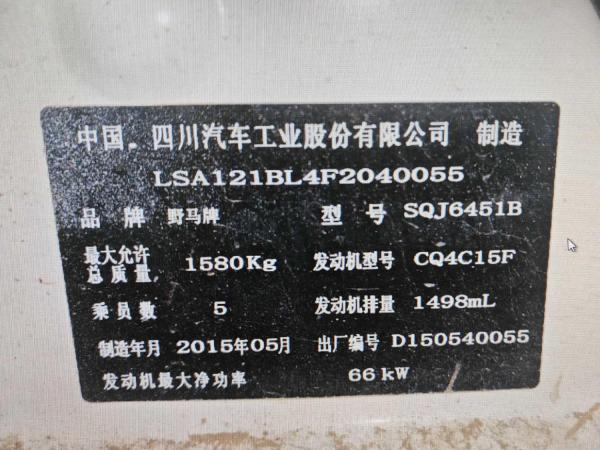 中国。四川汽车工业股份有限公司 制造
LSA121BL4F2040055
品牌 野马牌 型号 SQJ6451B
最大允许总质量 1580Kg 发动机型号 CQ4C15F
乘员数 5 发动机排量 1498mL
制造年月 2015年05月 出厂编号 D150540055
发动机最大净功率 66 kW